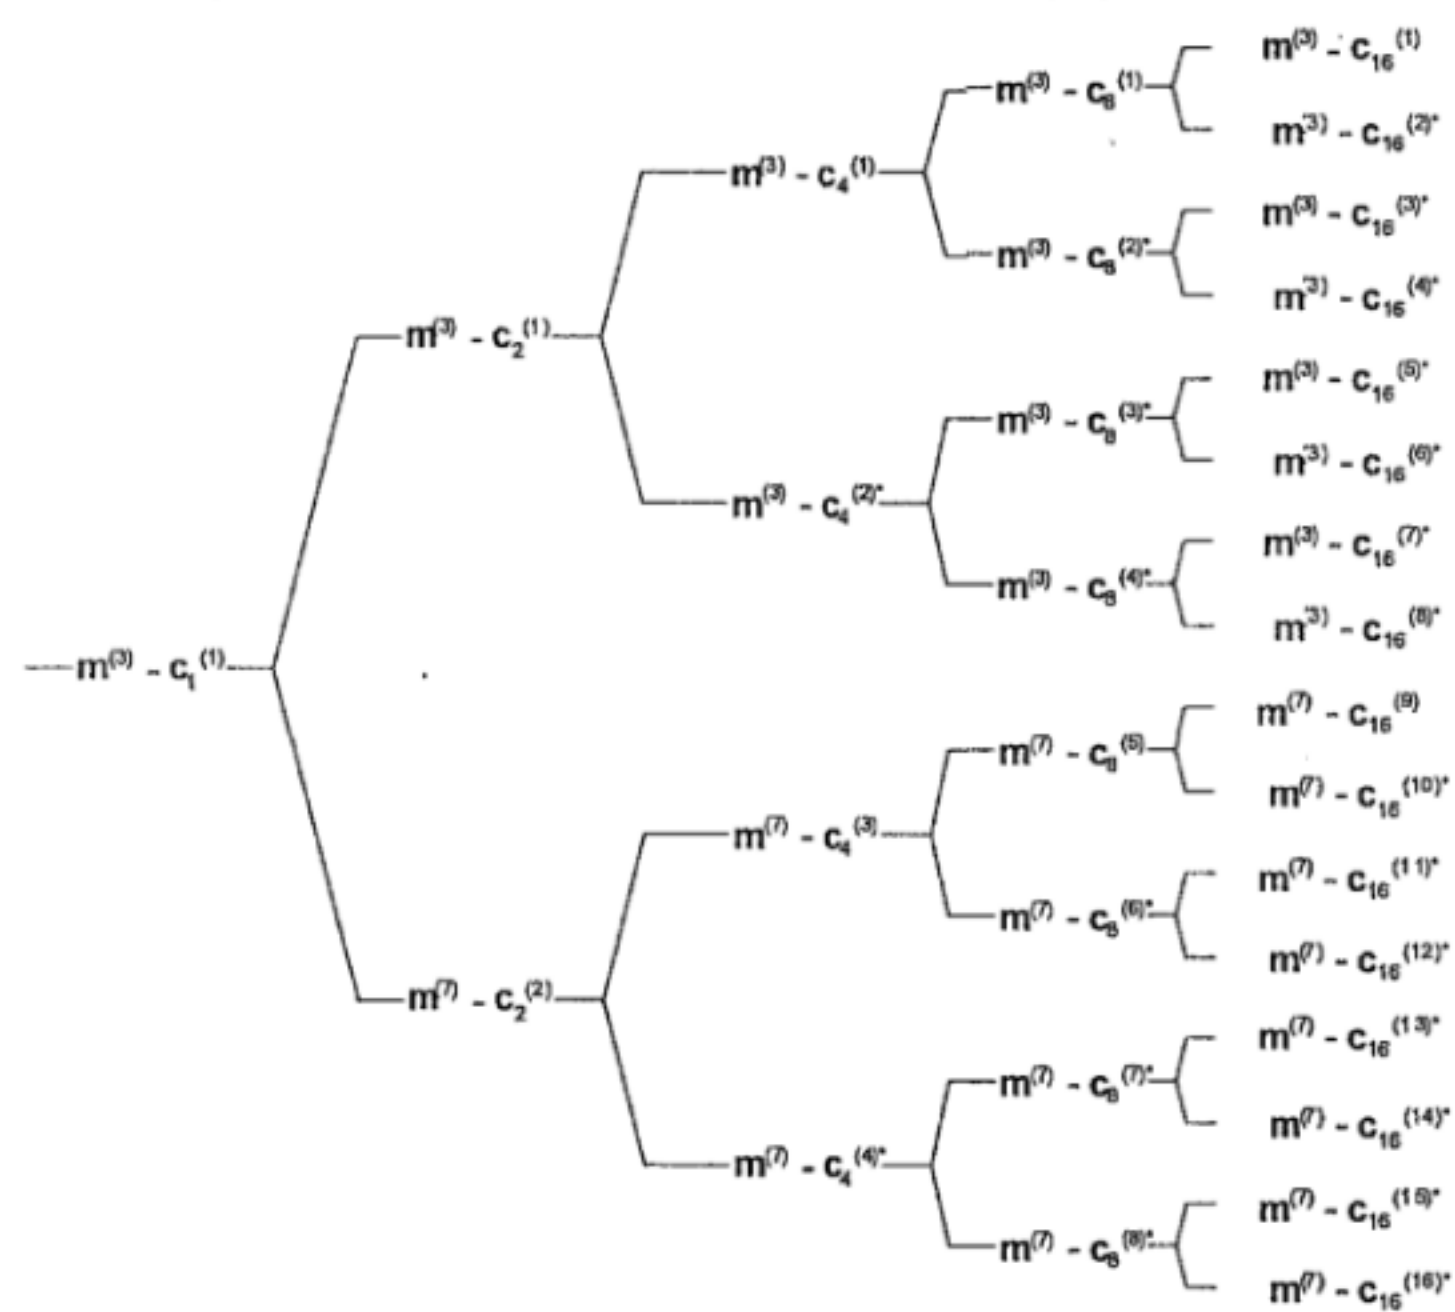 m(3) - c16(1)
m(3) - c8(1)
m(3) - c16(2)*
m(3) - c4(1)
m(3) - c16(3)*
m(3) - c8(2)*
m(3) - c16(4)*
m(3) - c2(1)
m(3) - c16(5)*
m(3) - c8(3)*
m(3) - c16(6)*
m(3) - c4(2)*
m(3) - c16(7)*
m(3) - c8(4)*
m(3) - c16(8)*
m(3) - c1(1)
m(7) - c16(9)
m(7) - c8(5)
m(7) - c16(10)*
m(7) - c4(3)
m(7) - c16(11)*
m(7) - c8(6)*
m(7) - c16(12)*
m(7) - c2(2)
m(7) - c16(13)*
m(7) - c8(7)*
m(7) - c16(14)*
m(7) - c4(4)*
m(7) - c16(15)*
m(7) - c8(8)*
m(7) - c16(16)*